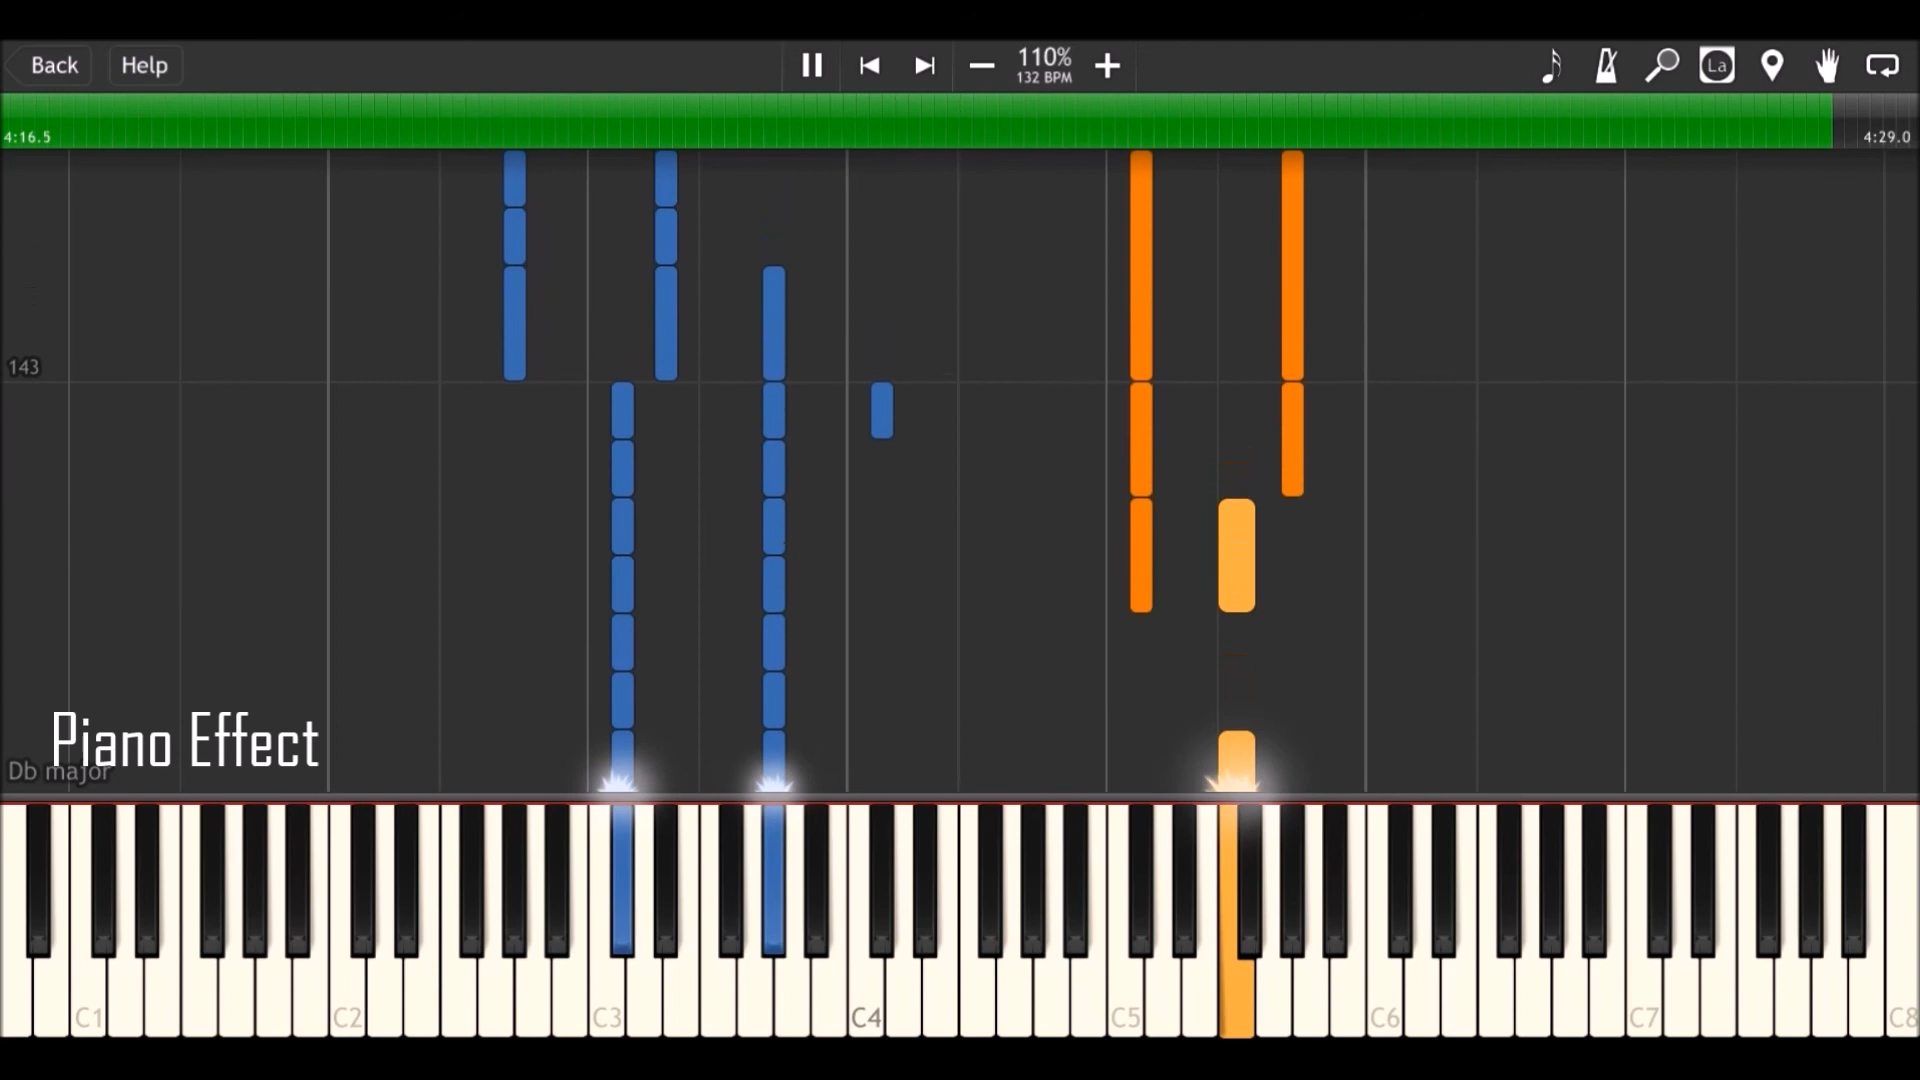 Back Help 110% La
132 BPM
4:16.5 4:29.0
143
Piano Effect
Db major
C1 C2 C3 C4 C5 C6 C7 C8